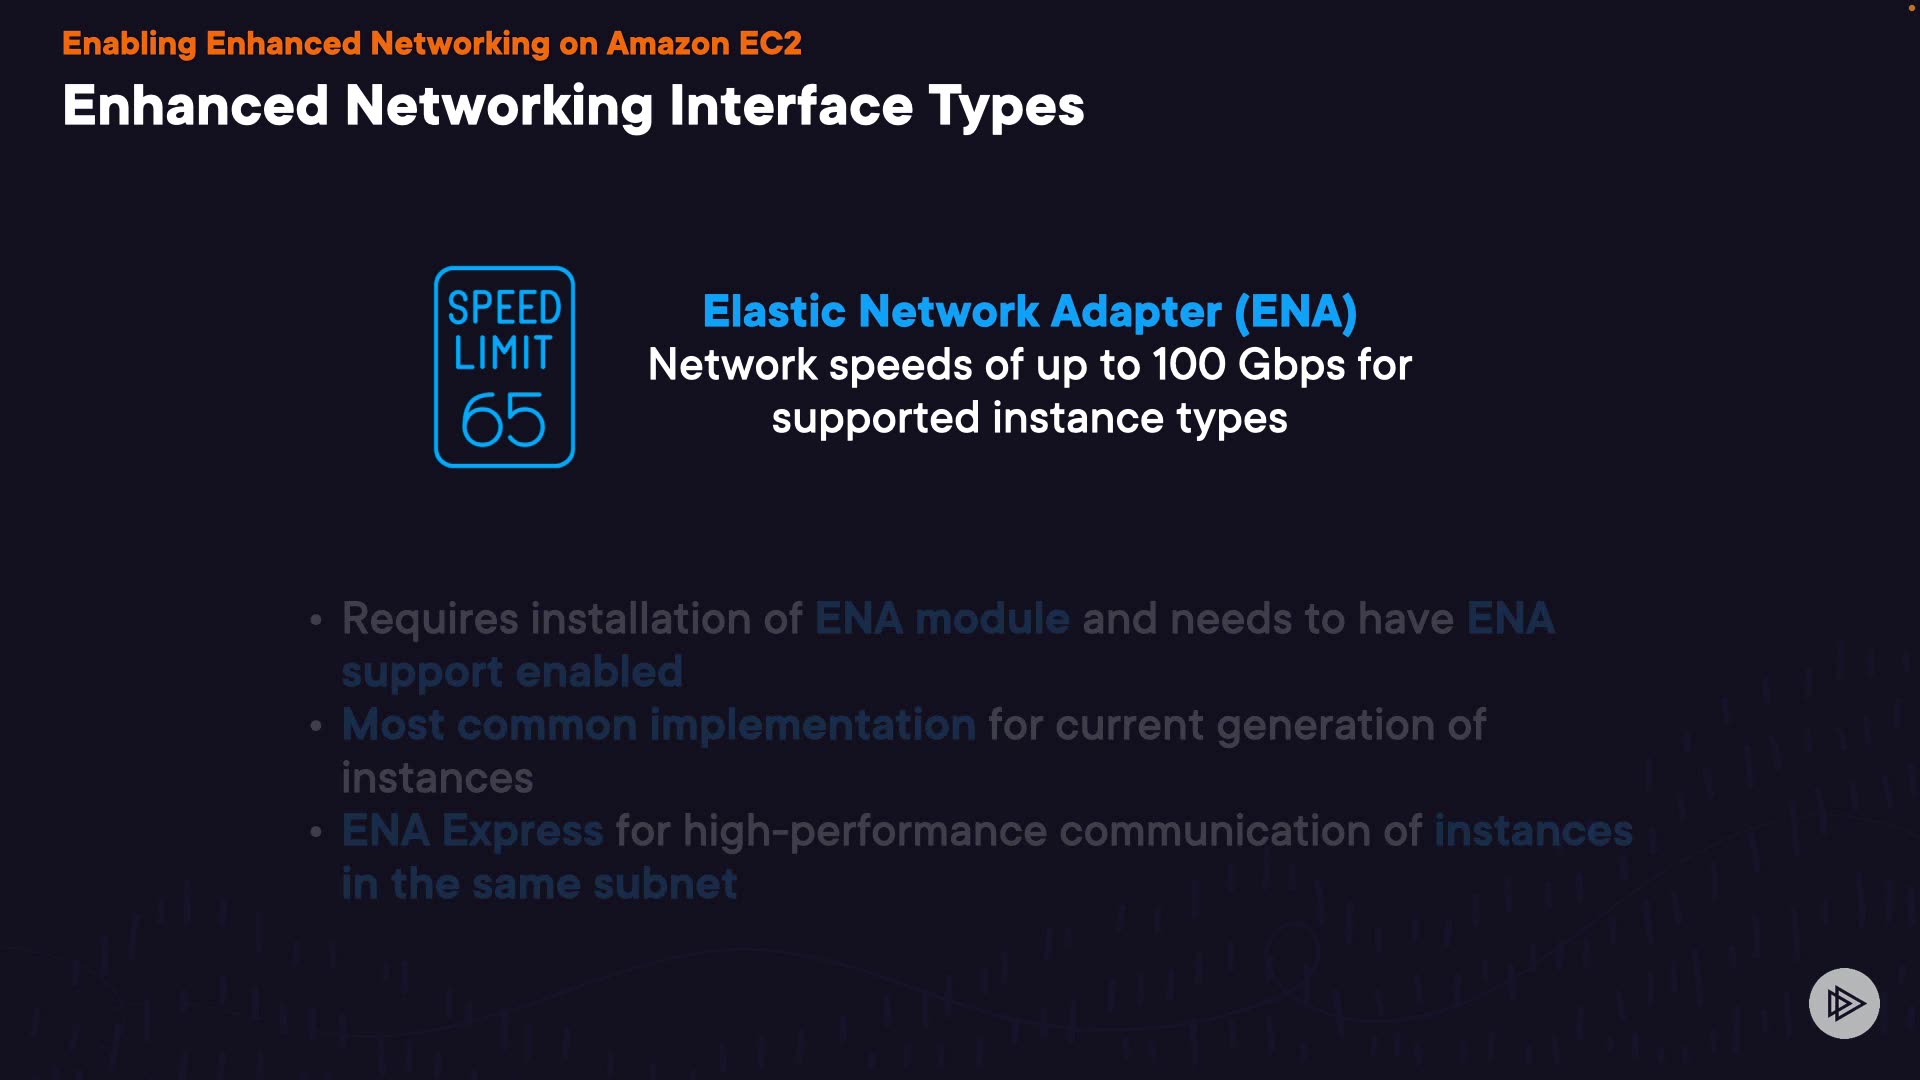 Enabling Enhanced Networking on Amazon EC2
Enhanced Networking Interface Types
SPEED
LIMIT
65
Elastic Network Adapter (ENA)
Network speeds of up to 100 Gbps for
supported instance types
• Requires installation of ENA module and needs to have ENA
support enabled
• Most common implementation for current generation of
instances
• ENA Express for high-performance communication of instances
in the same subnet